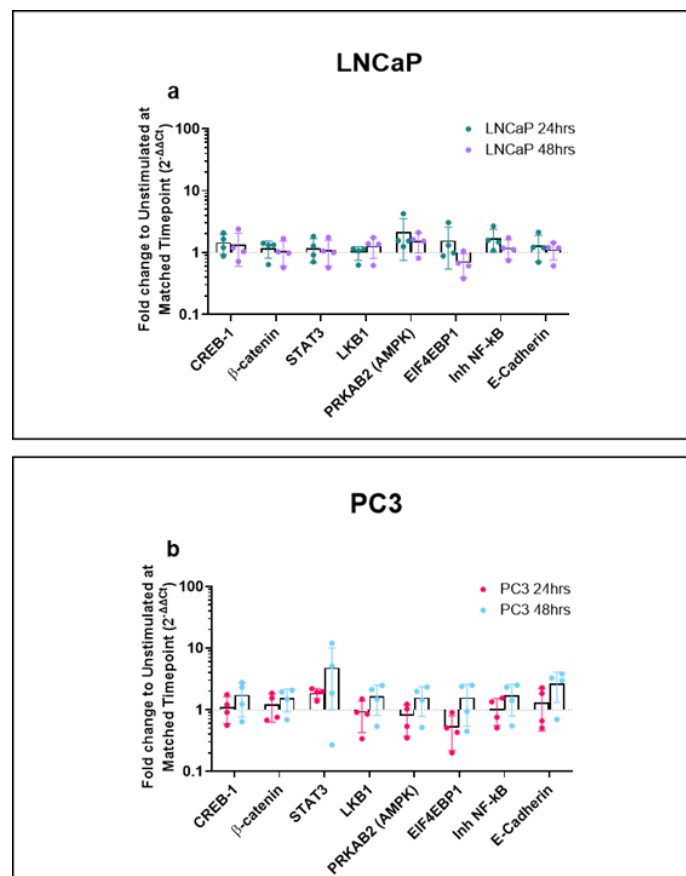 LNCaP
a
Fold change to Unstimulated at
Matched Timepoint (2^-ΔΔCt)
100
10
1
0.1
LNCaP 24hrs
LNCaP 48hrs
CREB-1
β-catenin
STAT3
LKB1
PRKAB2 (AMPK)
EIF4EBP1
Inh NF-kB
E-Cadherin
PC3
b
Fold change to Unstimulated at
Matched Timepoint (2^-ΔΔCt)
100
10
1
0.1
PC3 24hrs
PC3 48hrs
CREB-1
β-catenin
STAT3
LKB1
PRKAB2 (AMPK)
EIF4EBP1
Inh NF-kB
E-Cadherin